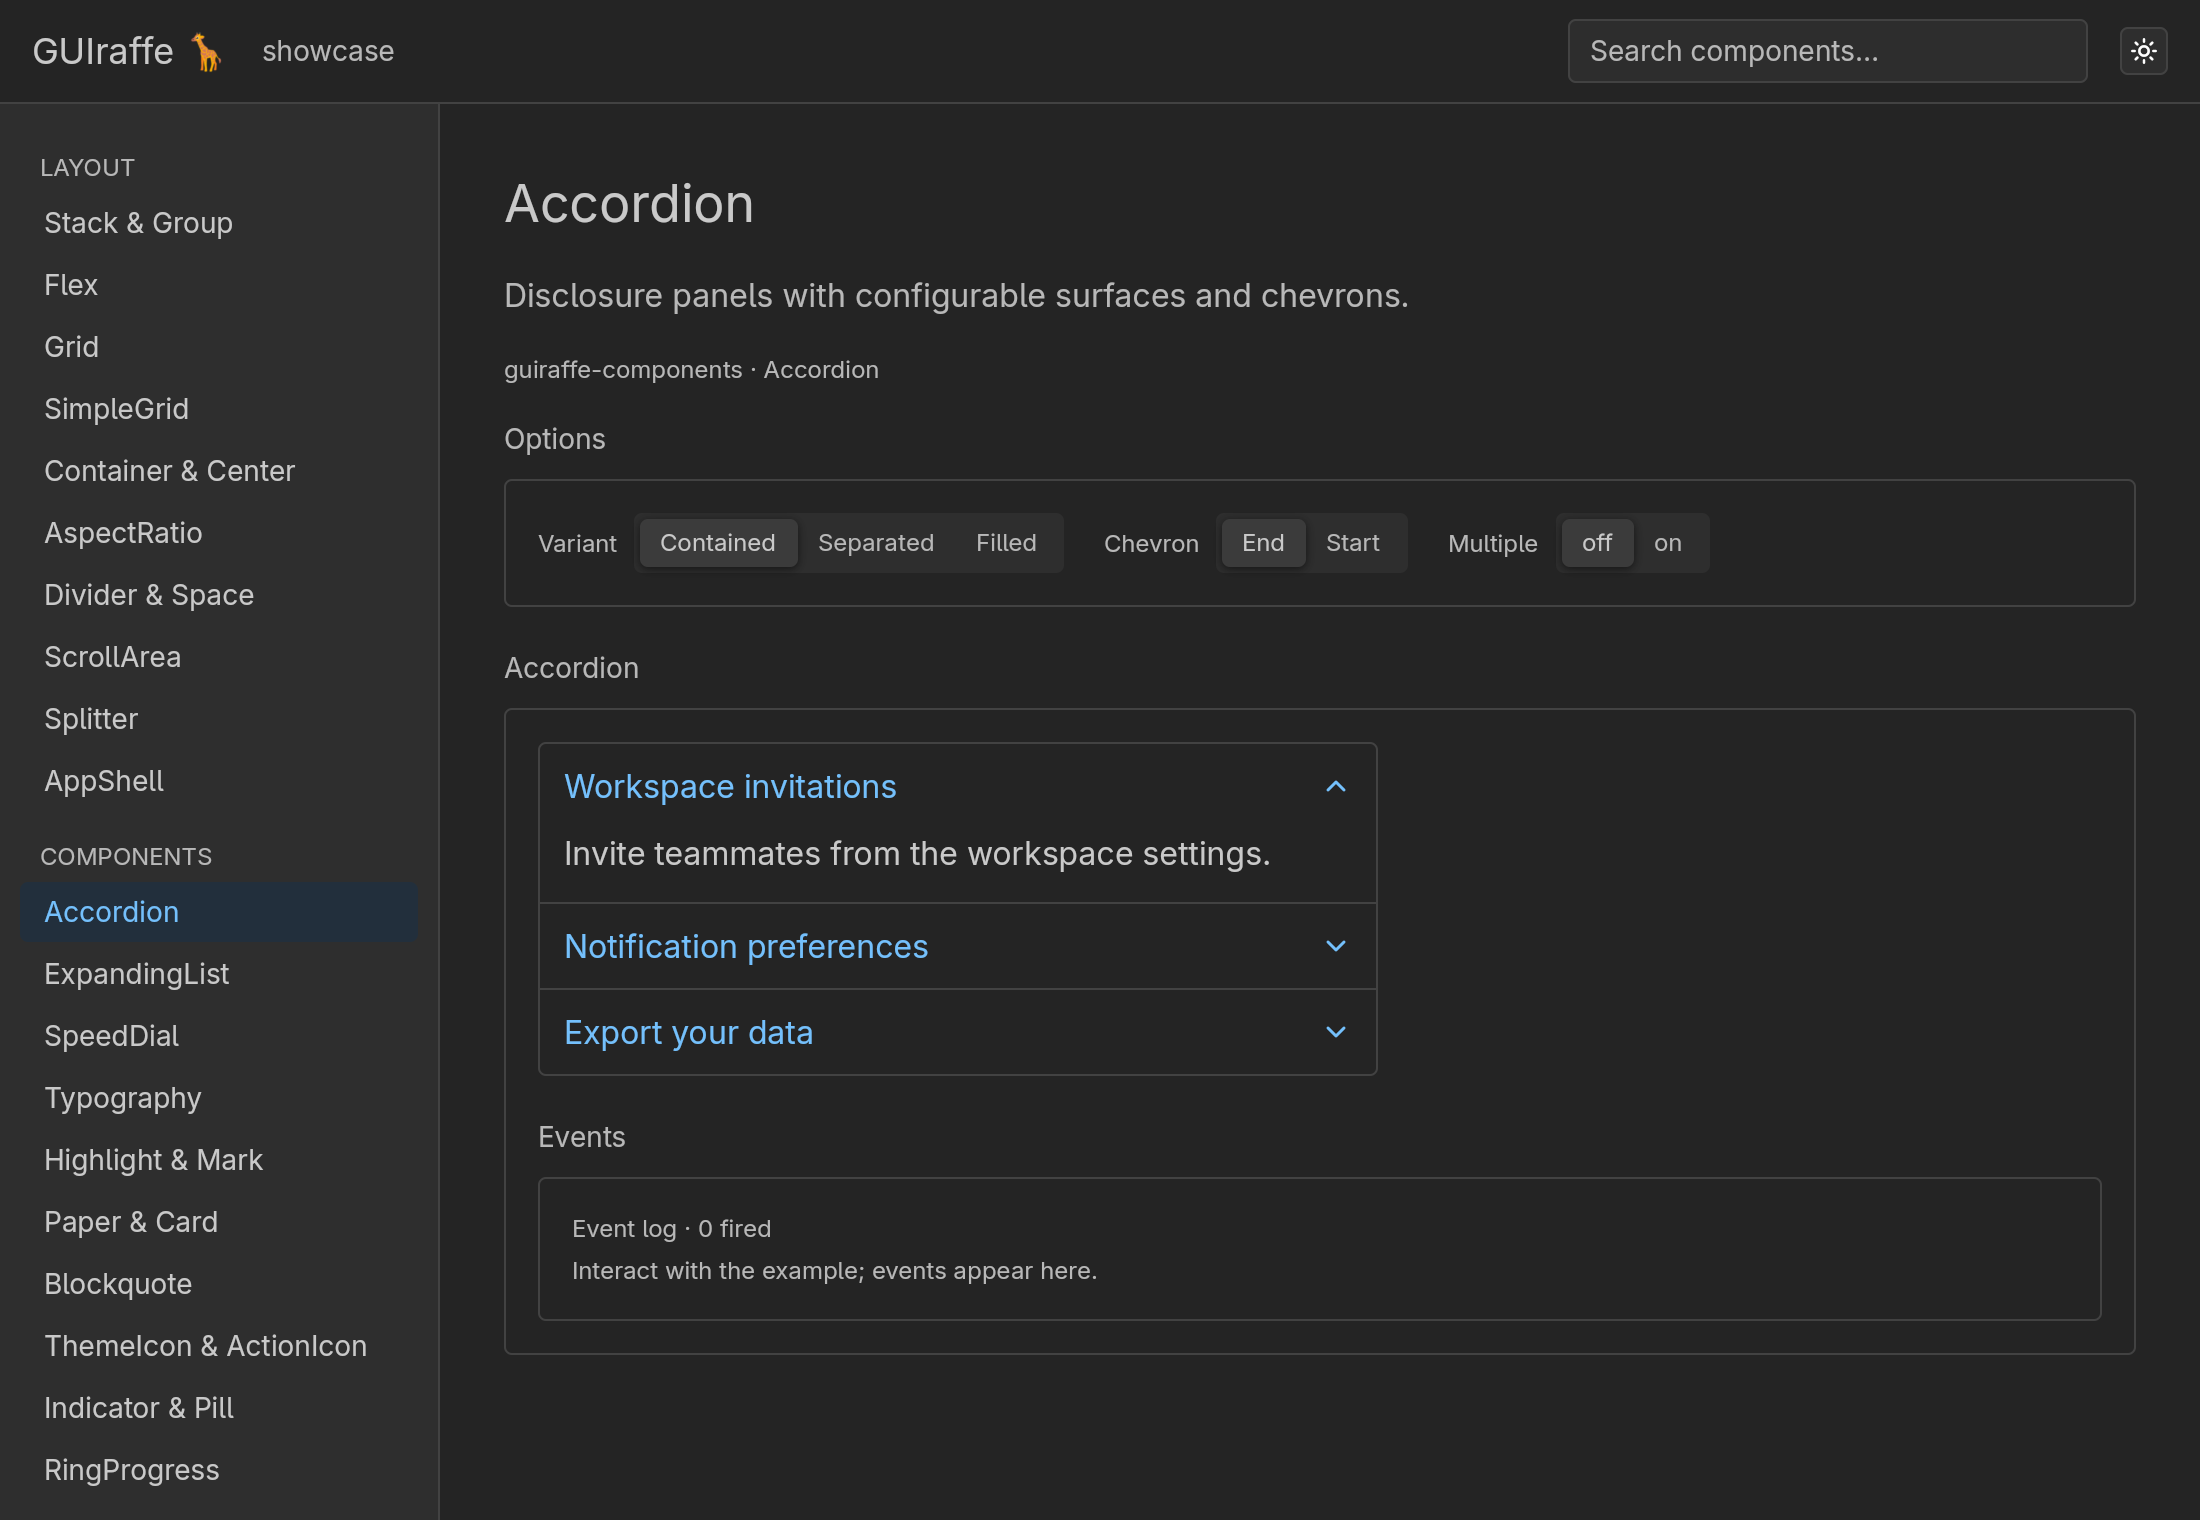 GUIraffe 🦒 showcase
Search components...
LAYOUT
Stack & Group
Flex
Grid
SimpleGrid
Container & Center
AspectRatio
Divider & Space
ScrollArea
Splitter
AppShell
COMPONENTS
Accordion
ExpandingList
SpeedDial
Typography
Highlight & Mark
Paper & Card
Blockquote
ThemeIcon & ActionIcon
Indicator & Pill
RingProgress
Accordion
Disclosure panels with configurable surfaces and chevrons.
guiraffe-components · Accordion
Options
Variant Contained Separated Filled Chevron End Start Multiple off on
Accordion
Workspace invitations
Invite teammates from the workspace settings.
Notification preferences
Export your data
Events
Event log · 0 fired
Interact with the example; events appear here.